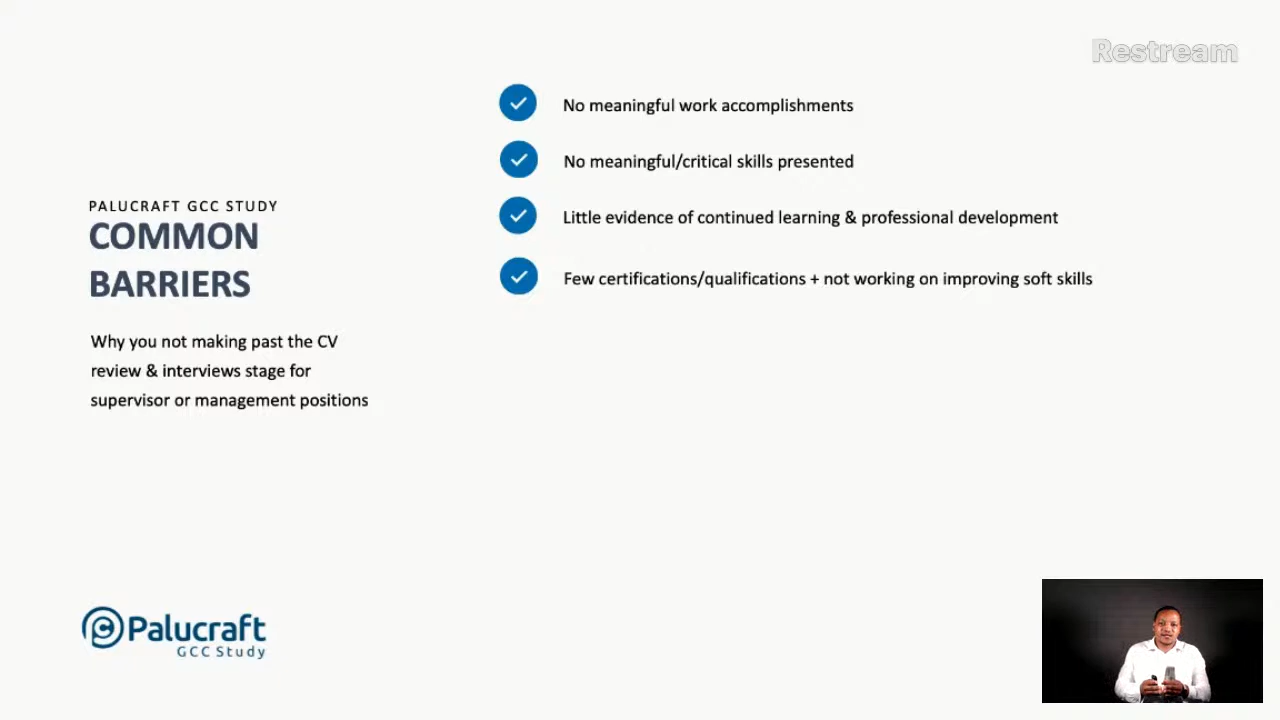 Restream
No meaningful work accomplishments
No meaningful/critical skills presented
Little evidence of continued learning & professional development
Few certifications/qualifications + not working on improving soft skills
PALUCRAFT GCC STUDY
COMMON
BARRIERS
Why you not making past the CV
review & interviews stage for
supervisor or management positions
Palucraft
GCC Study